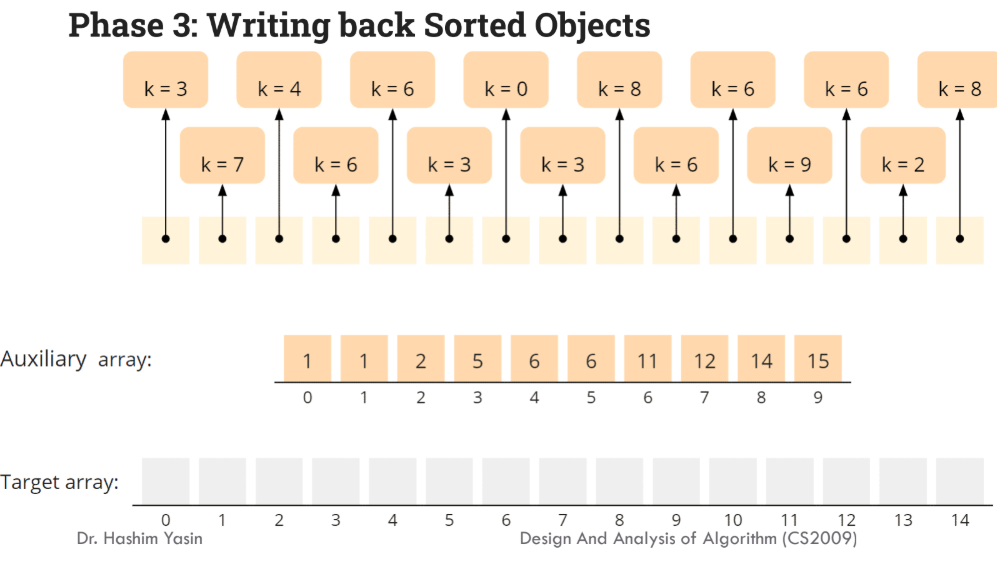 Phase 3: Writing back Sorted Objects
k = 3 k = 4 k = 6 k = 0 k = 8 k = 6 k = 6 k = 8
k = 7 k = 6 k = 3 k = 3 k = 6 k = 9 k = 2
Auxiliary array: 1 1 2 5 6 6 11 12 14 15
0 1 2 3 4 5 6 7 8 9
Target array:
0 1 2 3 4 5 6 7 8 9 10 11 12 13 14
Dr. Hashim Yasin Design And Analysis of Algorithm (CS2009)